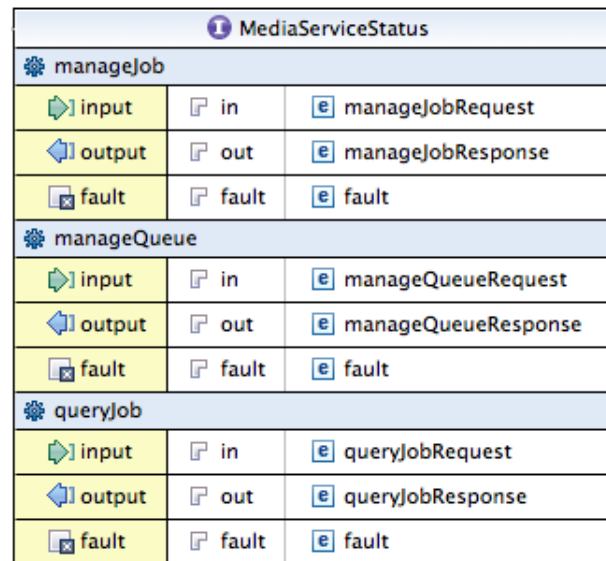 MediaServiceStatus
manageJob
input in manageJobRequest
output out manageJobResponse
fault fault fault
manageQueue
input in manageQueueRequest
output out manageQueueResponse
fault fault fault
queryJob
input in queryJobRequest
output out queryJobResponse
fault fault fault